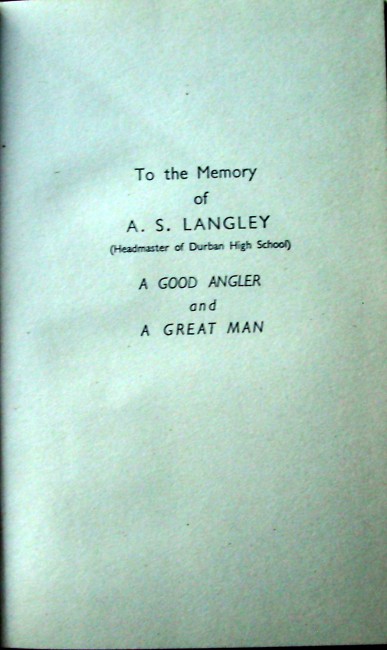 To the Memory
of
A. S. LANGLEY
(Headmaster of Durban High School)
A GOOD ANGLER
and
A GREAT MAN